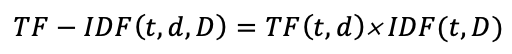 TF − IDF(t, d, D) = TF(t, d)×IDF(t, D)